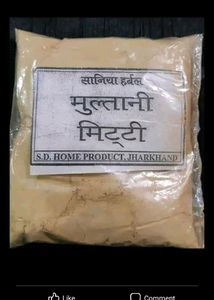 सानिया हर्बल
मुल्तानी
मिट्टी
S.D. HOME PRODUCT, JHARKHAND
Like
Comment